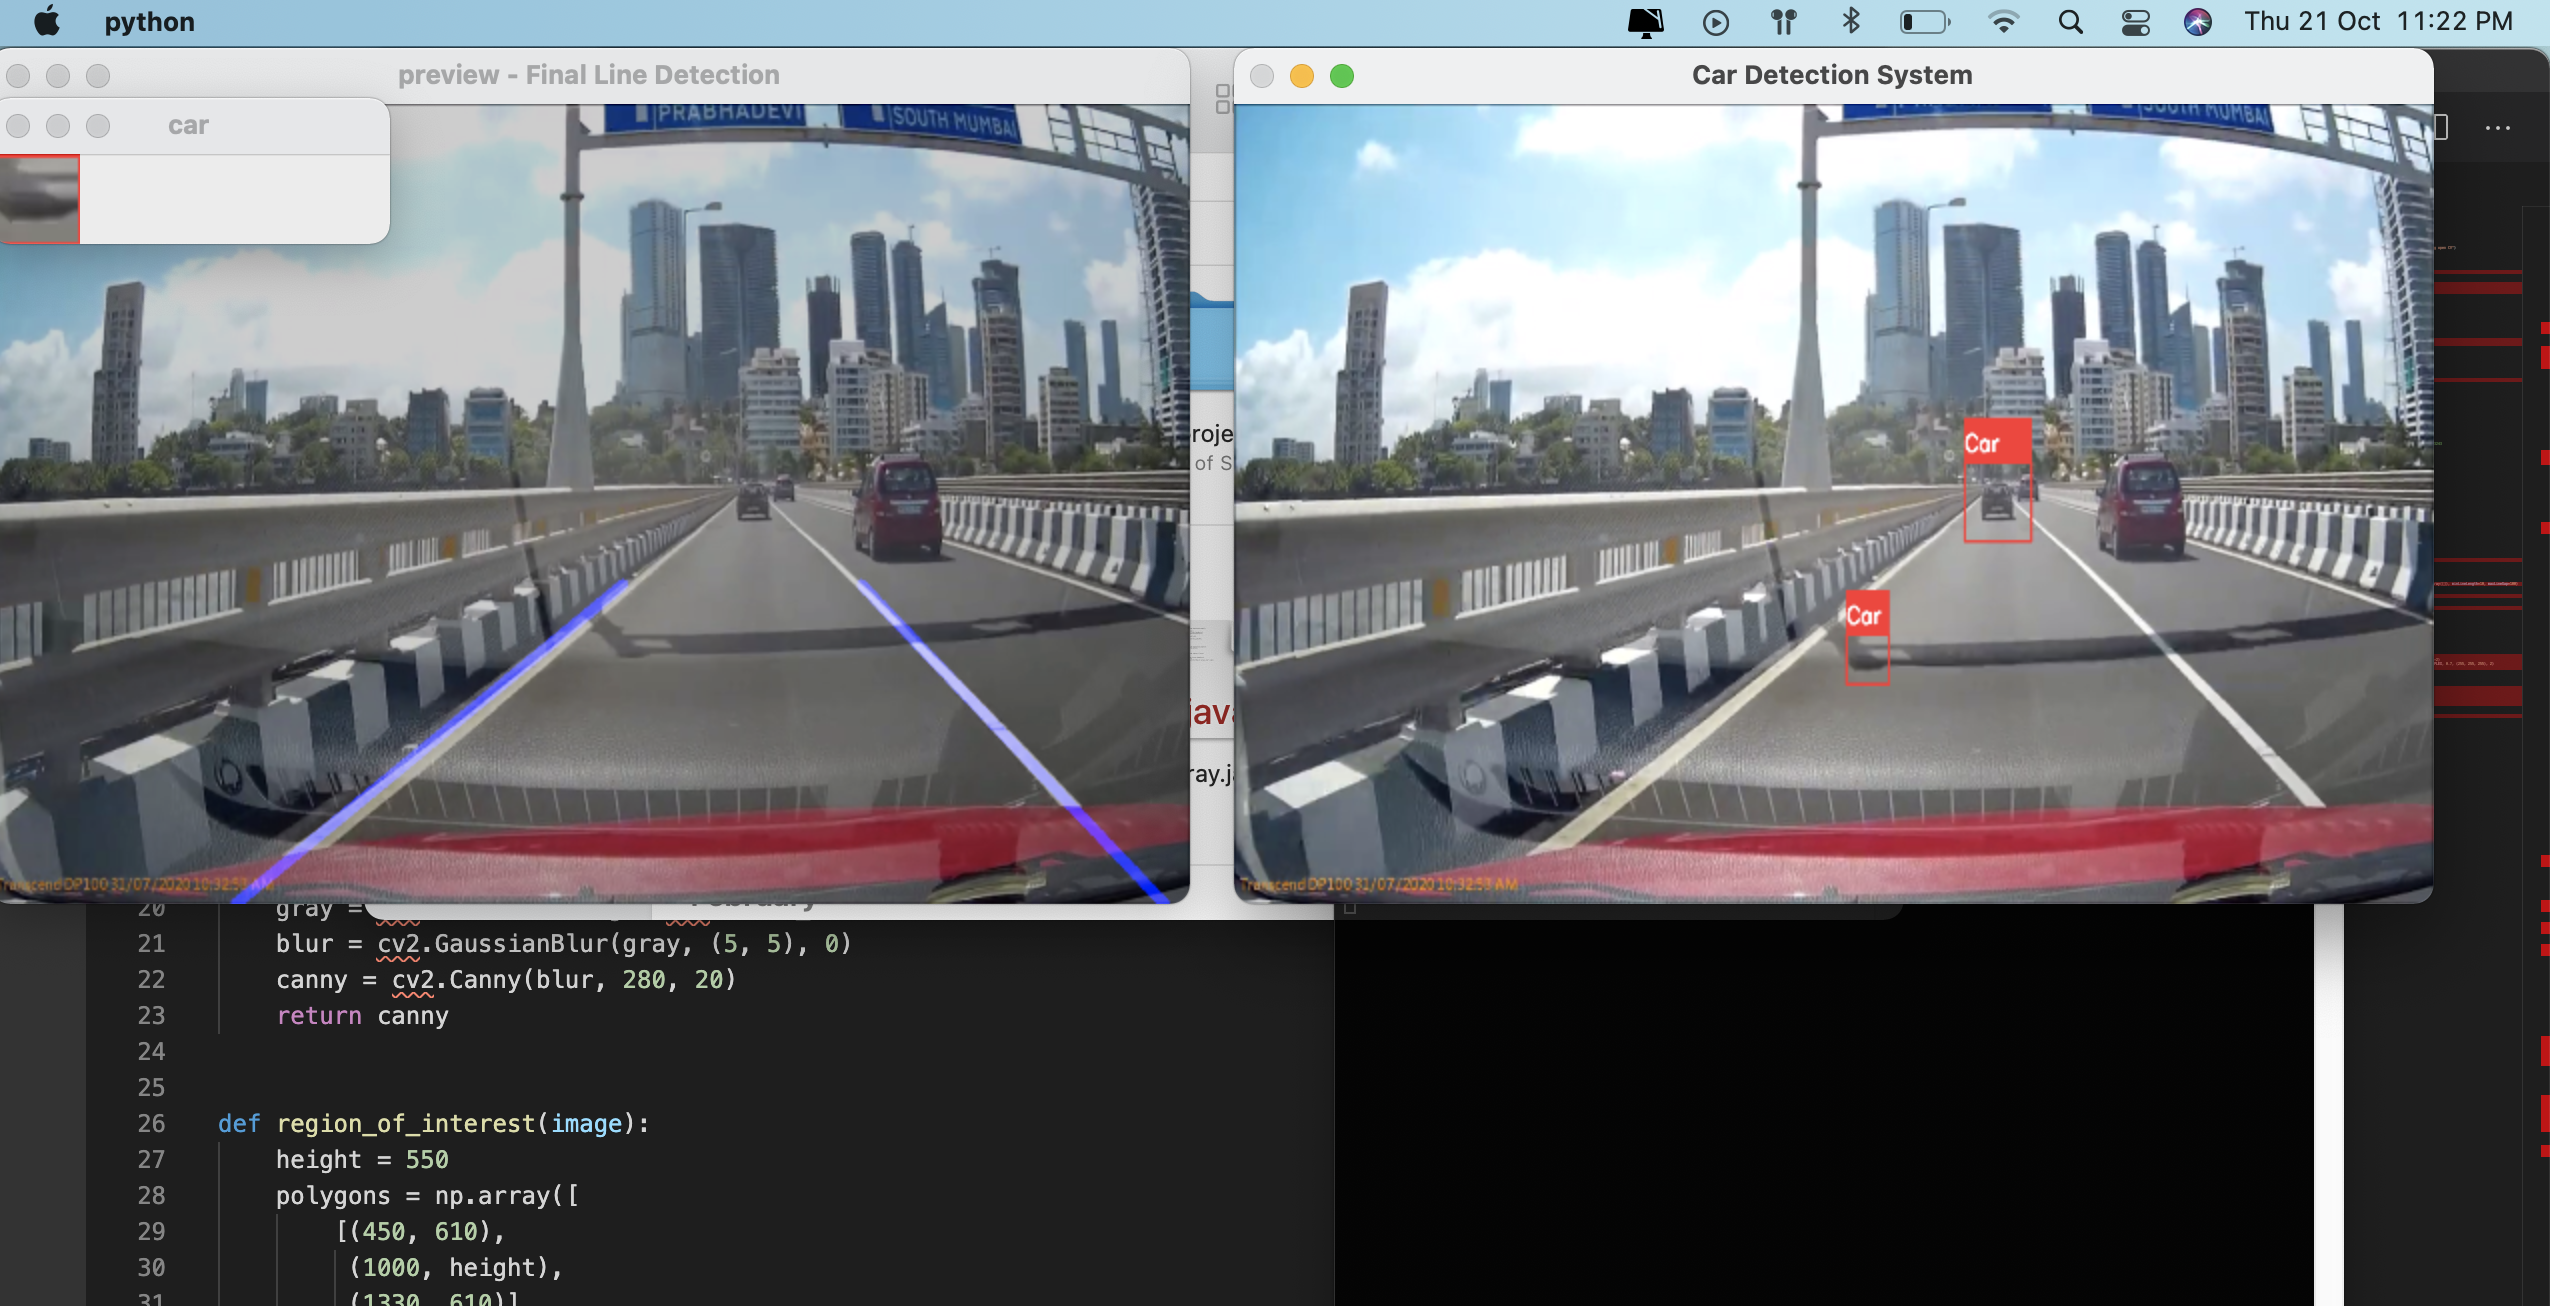 python
Thu 21 Oct 11:22 PM
preview - Final Line Detection
car
PRABHADEVI
SOUTH MUMBAI
Transcend DP100 31/07/2020 10:32:53 AM
Car Detection System
SOUTH MUMBAI
Car
Car
Transcend DP100 31/07/2020 10:32:53 AM
roje
of S
java
ray.ja
20 gray =
21 blur = cv2.GaussianBlur(gray, (5, 5), 0)
22 canny = cv2.Canny(blur, 280, 20)
23 return canny
24
25
26 def region_of_interest(image):
27 height = 550
28 polygons = np.array([
29 [(450, 610),
30 (1000, height),
31 (1330, 610)]